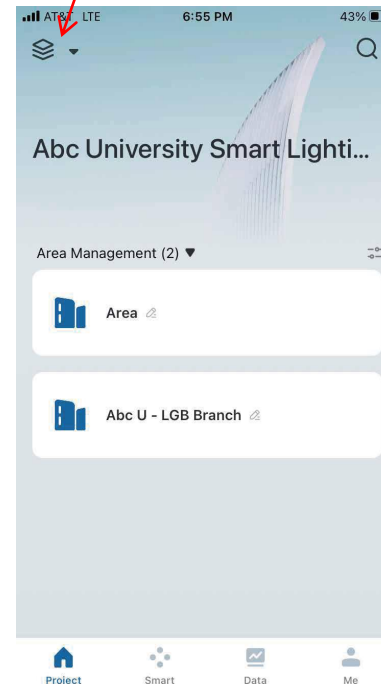 AT&T LTE 6:55 PM 43%
Abc University Smart Lighti...
Area Management (2) ▼
Area
Abc U - LGB Branch
Project Smart Data Me